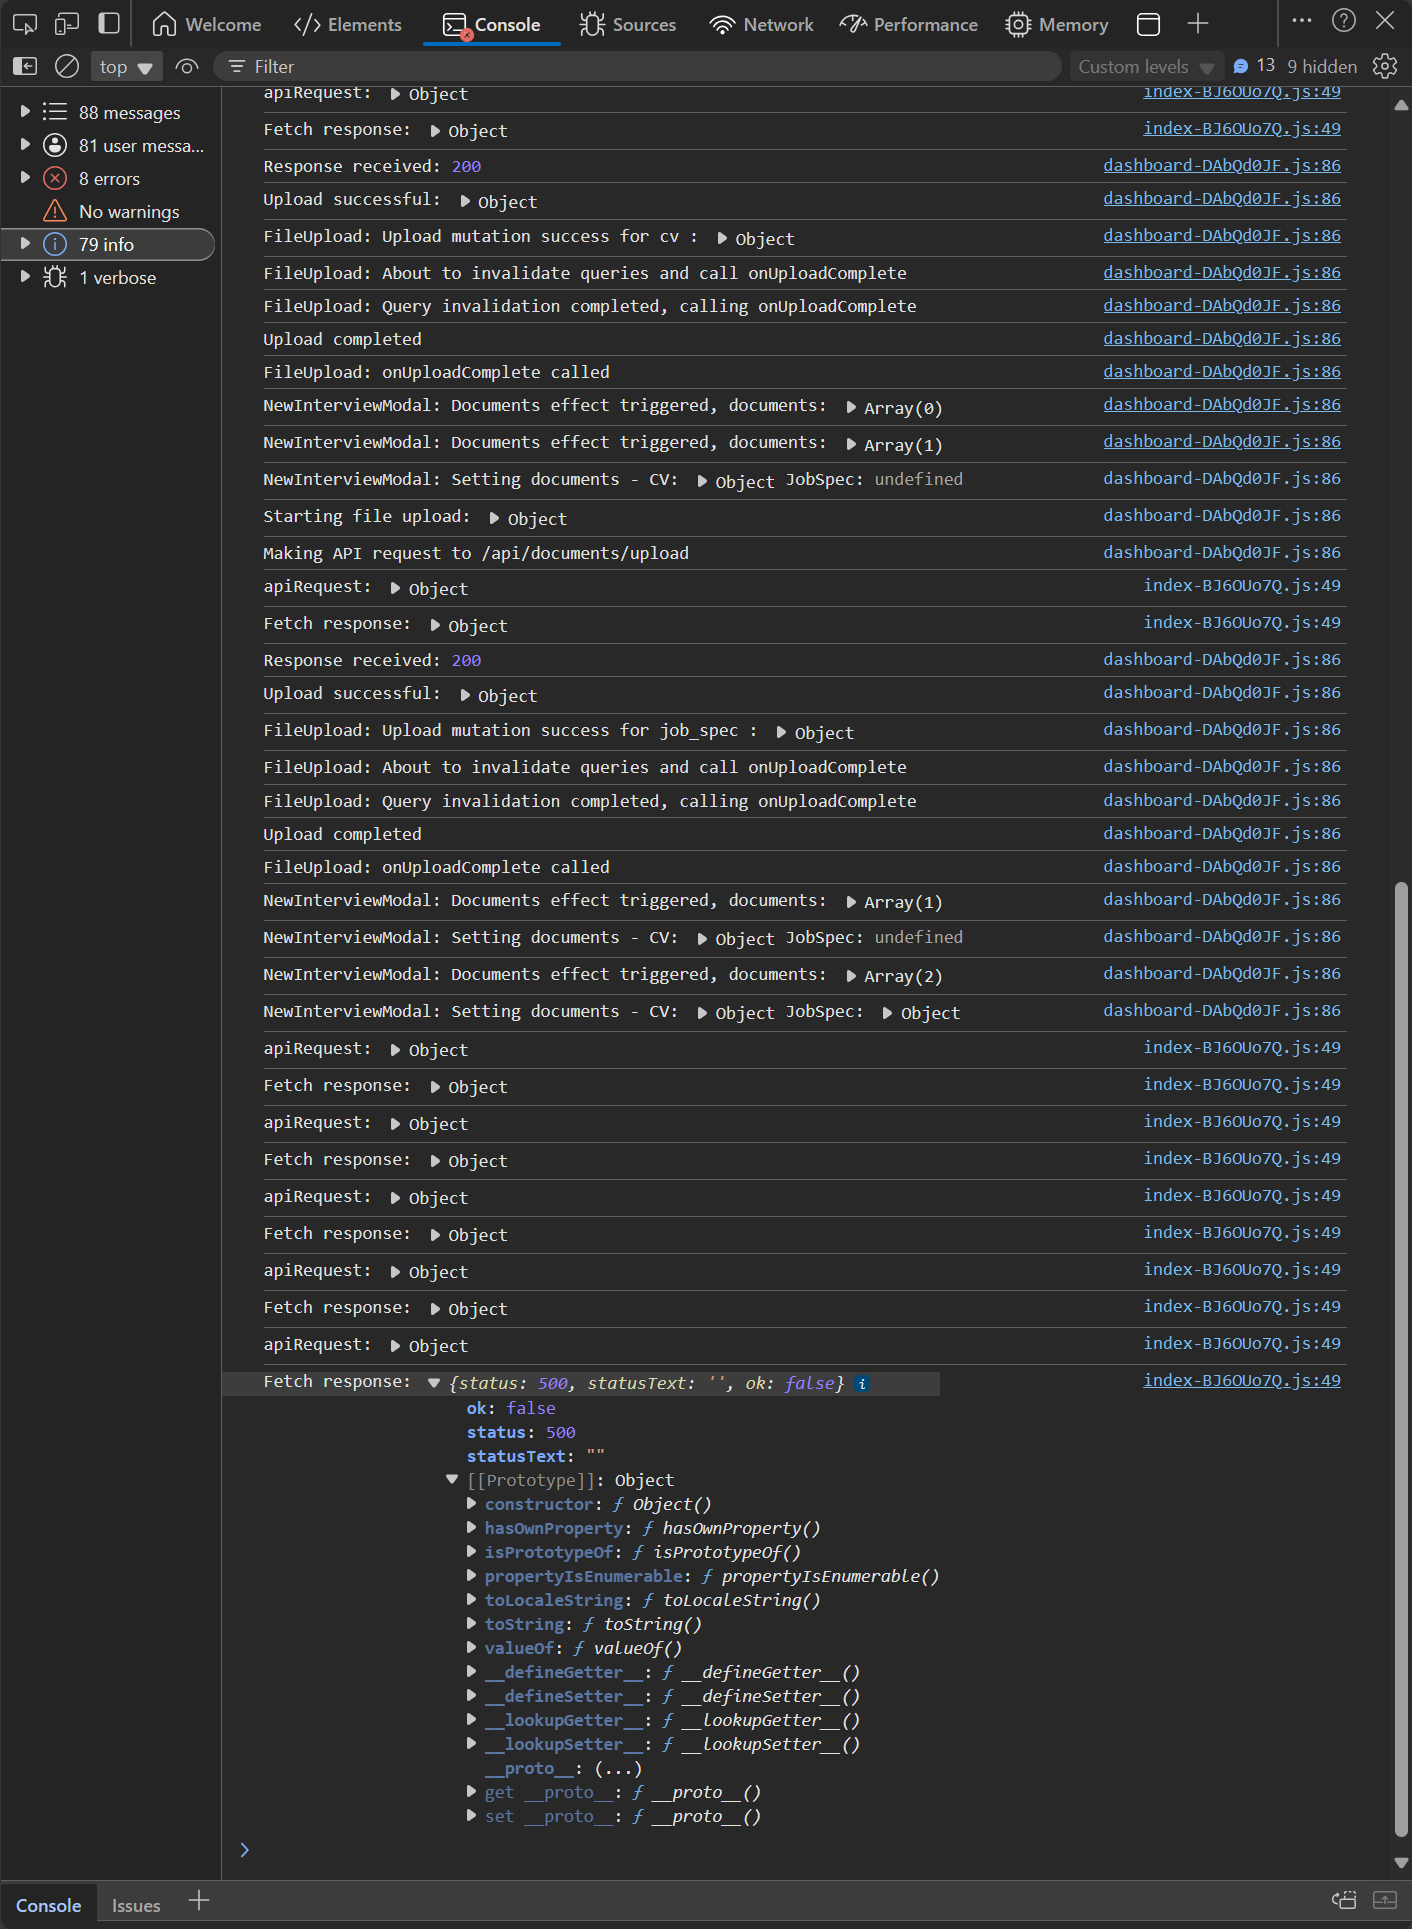 Welcome
Elements
Console
Sources
Network
Performance
Memory
top
Filter
Custom levels
13
9 hidden
88 messages
81 user messa...
8 errors
No warnings
79 info
1 verbose
apiRequest: Object index-BJ6OUo7Q.js:49
Fetch response: Object index-BJ6OUo7Q.js:49
Response received: 200 dashboard-DAbQd0JF.js:86
Upload successful: Object dashboard-DAbQd0JF.js:86
FileUpload: Upload mutation success for cv : Object dashboard-DAbQd0JF.js:86
FileUpload: About to invalidate queries and call onUploadComplete dashboard-DAbQd0JF.js:86
FileUpload: Query invalidation completed, calling onUploadComplete dashboard-DAbQd0JF.js:86
Upload completed dashboard-DAbQd0JF.js:86
FileUpload: onUploadComplete called dashboard-DAbQd0JF.js:86
NewInterviewModal: Documents effect triggered, documents: Array(0) dashboard-DAbQd0JF.js:86
NewInterviewModal: Documents effect triggered, documents: Array(1) dashboard-DAbQd0JF.js:86
NewInterviewModal: Setting documents - CV: Object JobSpec: undefined dashboard-DAbQd0JF.js:86
Starting file upload: Object dashboard-DAbQd0JF.js:86
Making API request to /api/documents/upload dashboard-DAbQd0JF.js:86
apiRequest: Object index-BJ6OUo7Q.js:49
Fetch response: Object index-BJ6OUo7Q.js:49
Response received: 200 dashboard-DAbQd0JF.js:86
Upload successful: Object dashboard-DAbQd0JF.js:86
FileUpload: Upload mutation success for job_spec : Object dashboard-DAbQd0JF.js:86
FileUpload: About to invalidate queries and call onUploadComplete dashboard-DAbQd0JF.js:86
FileUpload: Query invalidation completed, calling onUploadComplete dashboard-DAbQd0JF.js:86
Upload completed dashboard-DAbQd0JF.js:86
FileUpload: onUploadComplete called dashboard-DAbQd0JF.js:86
NewInterviewModal: Documents effect triggered, documents: Array(1) dashboard-DAbQd0JF.js:86
NewInterviewModal: Setting documents - CV: Object JobSpec: undefined dashboard-DAbQd0JF.js:86
NewInterviewModal: Documents effect triggered, documents: Array(2) dashboard-DAbQd0JF.js:86
NewInterviewModal: Setting documents - CV: Object JobSpec: Object dashboard-DAbQd0JF.js:86
apiRequest: Object index-BJ6OUo7Q.js:49
Fetch response: Object index-BJ6OUo7Q.js:49
apiRequest: Object index-BJ6OUo7Q.js:49
Fetch response: Object index-BJ6OUo7Q.js:49
apiRequest: Object index-BJ6OUo7Q.js:49
Fetch response: Object index-BJ6OUo7Q.js:49
apiRequest: Object index-BJ6OUo7Q.js:49
Fetch response: Object index-BJ6OUo7Q.js:49
apiRequest: Object index-BJ6OUo7Q.js:49
Fetch response: {status: 500, statusText: '', ok: false} i index-BJ6OUo7Q.js:49
ok: false
status: 500
statusText: ""
[[Prototype]]: Object
constructor: ƒ Object()
hasOwnProperty: ƒ hasOwnProperty()
isPrototypeOf: ƒ isPrototypeOf()
propertyIsEnumerable: ƒ propertyIsEnumerable()
toLocaleString: ƒ toLocaleString()
toString: ƒ toString()
valueOf: ƒ valueOf()
__defineGetter__: ƒ __defineGetter__()
__defineSetter__: ƒ __defineSetter__()
__lookupGetter__: ƒ __lookupGetter__()
__lookupSetter__: ƒ __lookupSetter__()
__proto__: (...)
get __proto__: ƒ __proto__()
set __proto__: ƒ __proto__()
Console
Issues